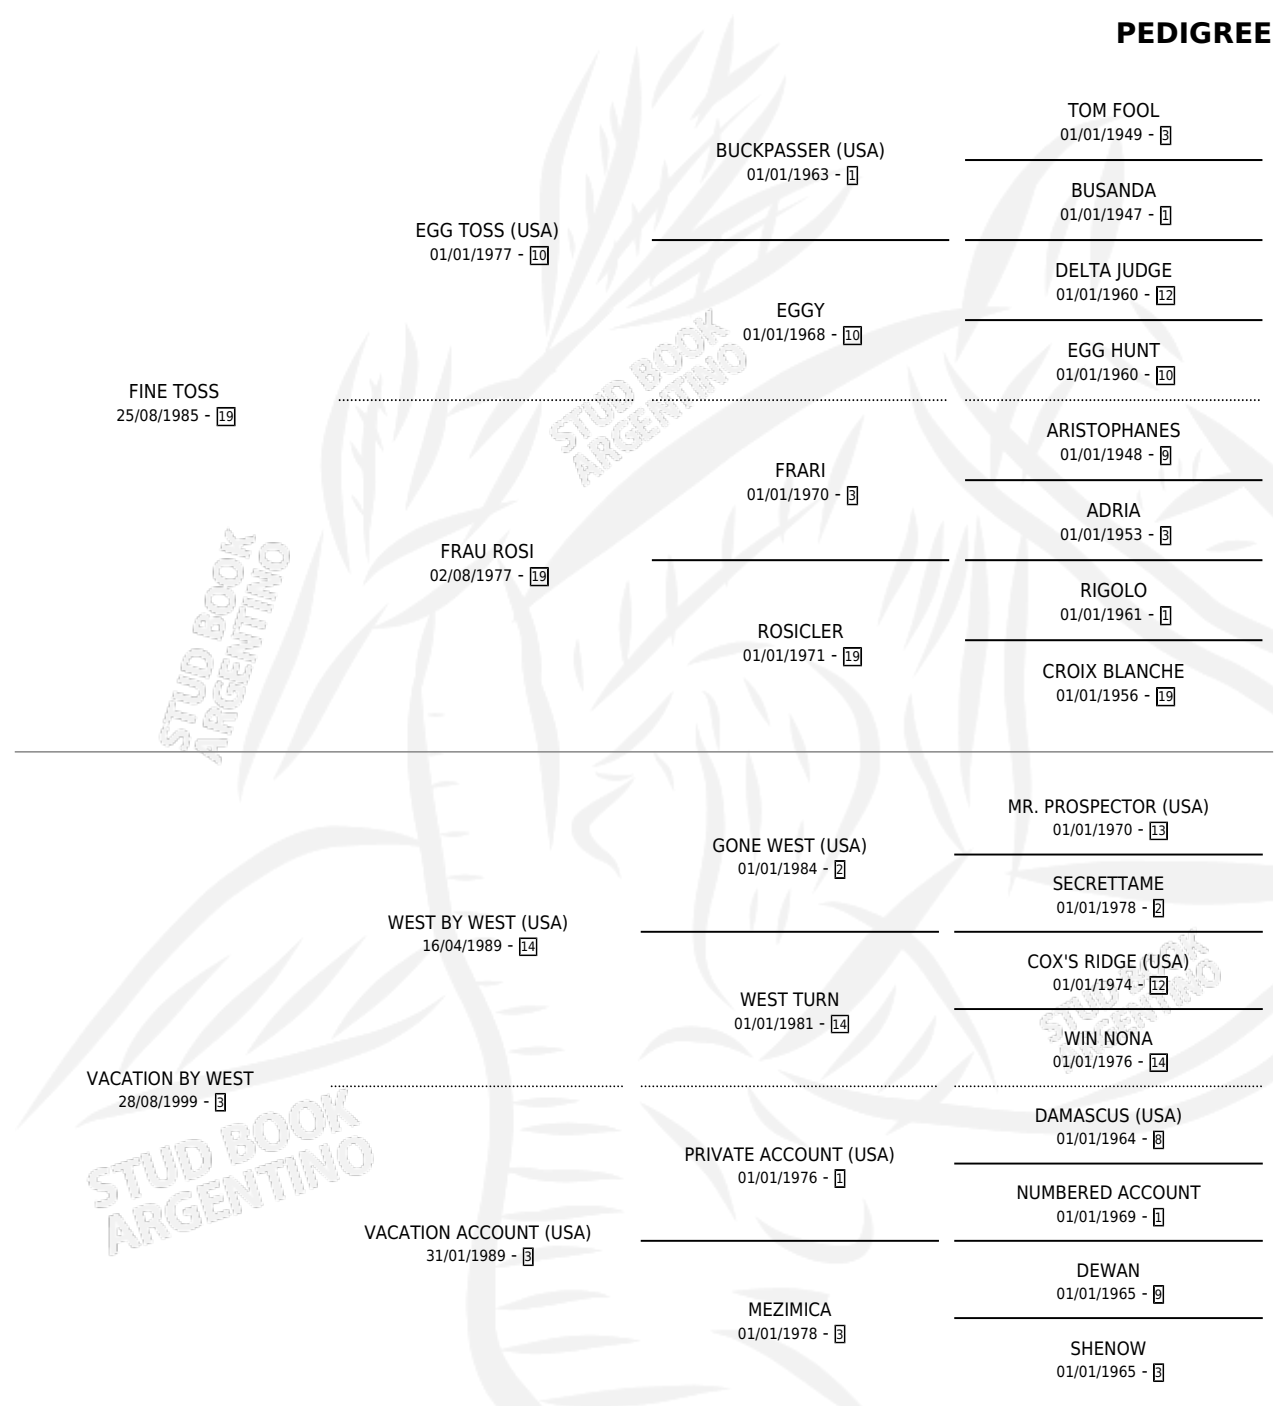 PEDIGREE
TOM FOOL
01/01/1949 - 3
BUCKPASSER (USA)
01/01/1963 - 1
BUSANDA
01/01/1947 - 1
EGG TOSS (USA)
01/01/1977 - 10
DELTA JUDGE
01/01/1960 - 12
EGGY
01/01/1968 - 10
EGG HUNT
01/01/1960 - 10
FINE TOSS
25/08/1985 - 19
STUD BOOK
ARGENTINO
ARISTOPHANES
01/01/1948 - 9
FRARI
01/01/1970 - 3
ADRIA
01/01/1953 - 3
FRAU ROSI
02/08/1977 - 19
RIGOLO
01/01/1961 - 1
ROSICLER
01/01/1971 - 19
CROIX BLANCHE
01/01/1956 - 19
STUD BOOK
ARGENTINO
MR. PROSPECTOR (USA)
01/01/1970 - 13
GONE WEST (USA)
01/01/1984 - 2
SECRETTAME
01/01/1978 - 2
WEST BY WEST (USA)
16/04/1989 - 14
COX'S RIDGE (USA)
01/01/1974 - 12
WEST TURN
01/01/1981 - 14
STUD BOOK
ARGENTINO
WIN NONA
01/01/1976 - 14
VACATION BY WEST
28/08/1999 - 3
STUD BOOK
ARGENTINO
DAMASCUS (USA)
01/01/1964 - 8
PRIVATE ACCOUNT (USA)
01/01/1976 - 1
NUMBERED ACCOUNT
01/01/1969 - 1
VACATION ACCOUNT (USA)
31/01/1989 - 3
DEWAN
01/01/1965 - 9
MEZIMICA
01/01/1978 - 3
SHENOW
01/01/1965 - 3